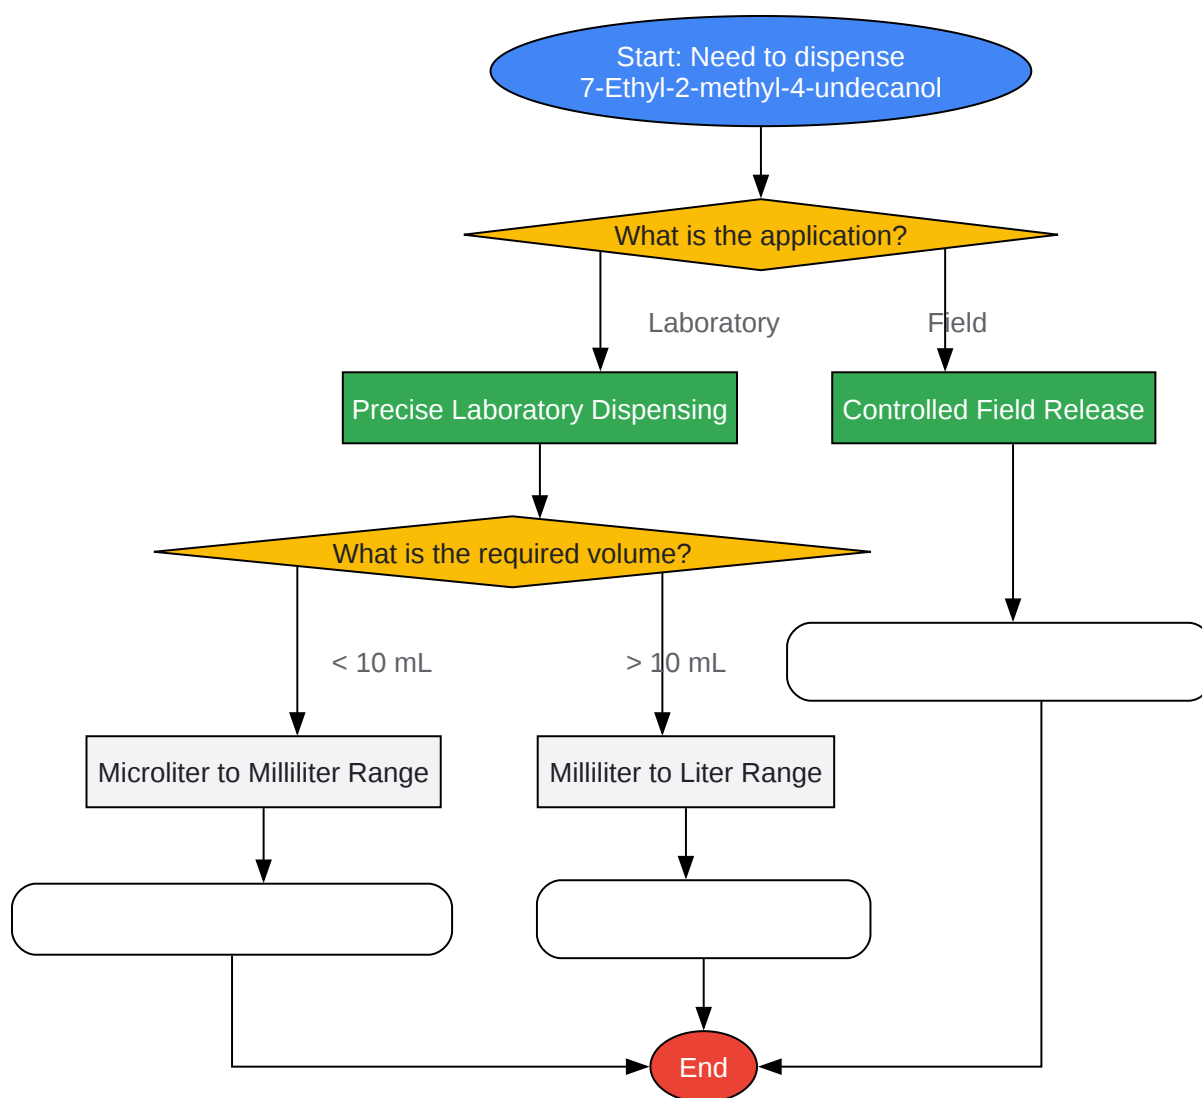 Start: Need to dispense
7-Ethyl-2-methyl-4-undecanol
What is the application?
Laboratory
Field
Precise Laboratory Dispensing
Controlled Field Release
What is the required volume?
< 10 mL
> 10 mL
Microliter to Milliliter Range
Milliliter to Liter Range
End